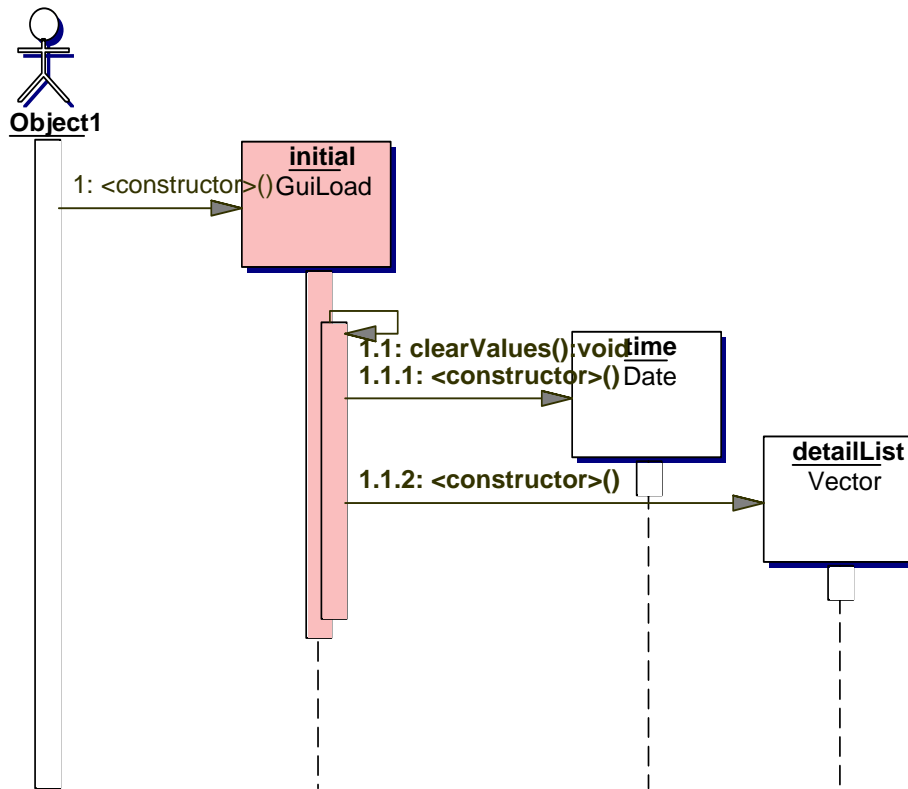 Object1
initial
1: <constructor>()
GuiLoad
1.1: clearValues():void
time
1.1.1: <constructor>()
Date
detailList
1.1.2: <constructor>()
Vector